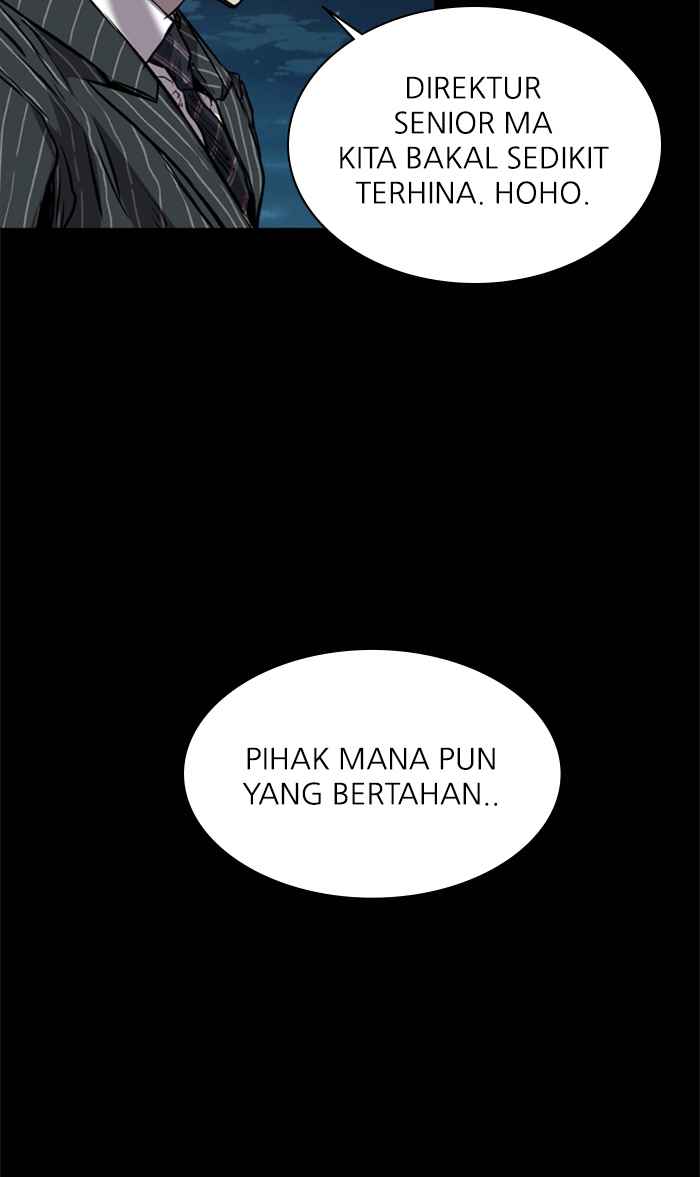 DIREKTUR
SENIOR MA
KITA BAKAL SEDIKIT
TERHINA. HOHO.
PIHAK MANA PUN
YANG BERTAHAN..